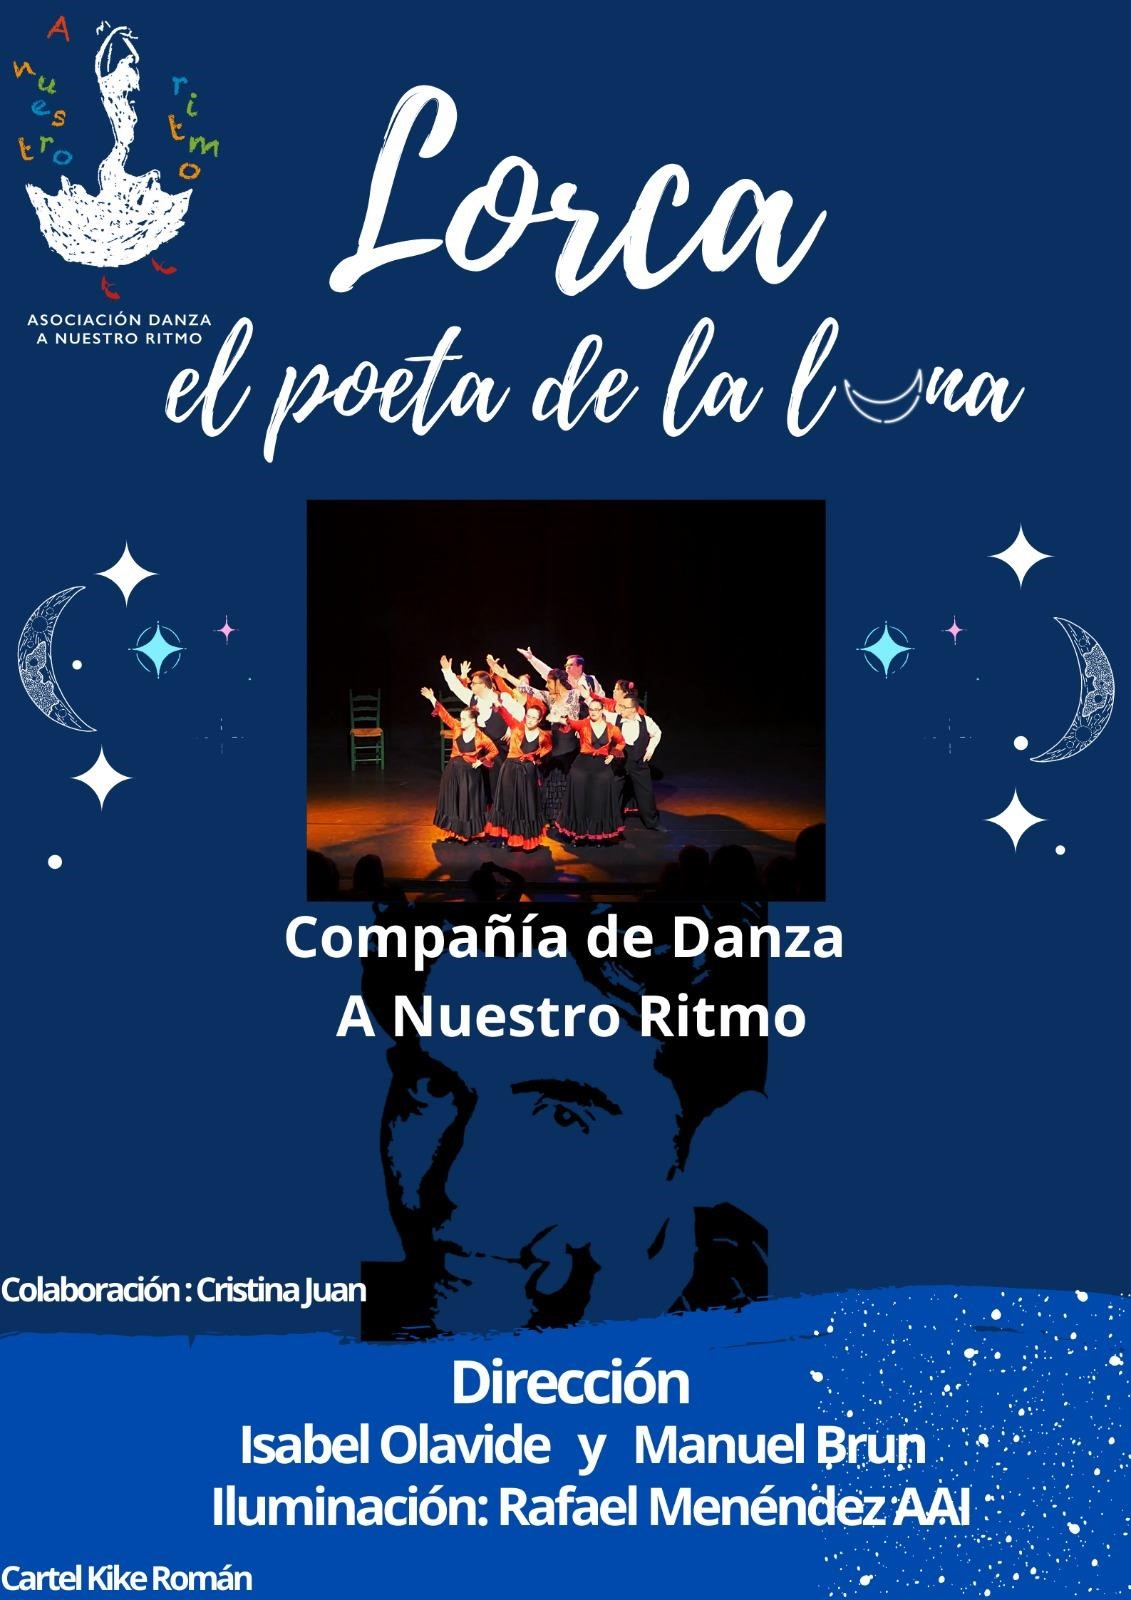 A nuestro ritmo
ASOCIACIÓN DANZA
A NUESTRO RITMO
Lorca
el poeta de la luna
Compañía de Danza
A Nuestro Ritmo
Colaboración : Cristina Juan
Dirección
Isabel Olavide y Manuel Brun
Iluminación: Rafael Menéndez AAI
Cartel Kike Román